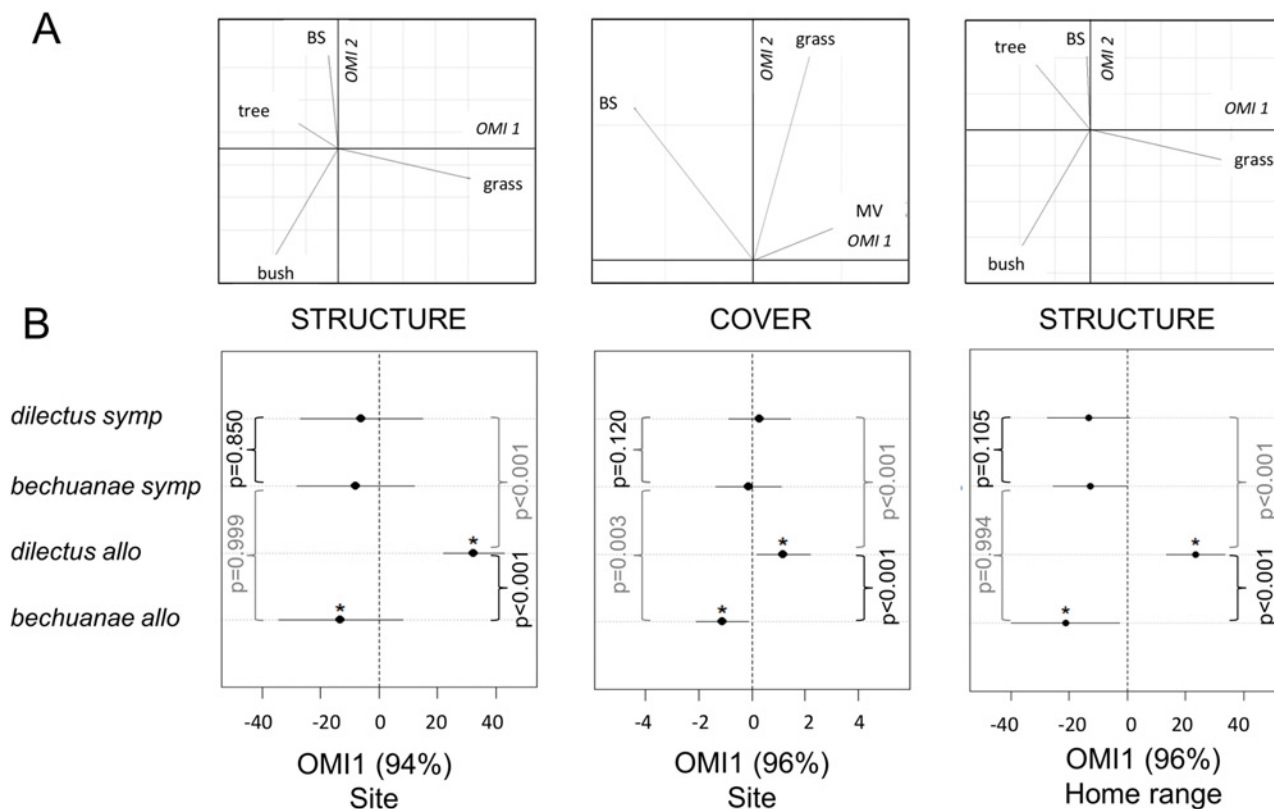 A
BS
OMI 2
tree
OMI 1
grass
bush
OMI 2
grass
BS
MV
OMI 1
BS
OMI 2
tree
OMI 1
grass
bush
STRUCTURE
COVER
STRUCTURE
B
dilectus symp
bechuanae symp
dilectus allo
bechuanae allo
p=0.850
p=0.999
p<0.001
p<0.001
*
*
-40 -20 0 20 40
OMI1 (94%)
Site
p=0.120
p=0.003
p<0.001
p<0.001
*
*
-4 -2 0 2 4
OMI1 (96%)
Site
p=0.105
p=0.994
p<0.001
p<0.001
*
*
-40 -20 0 20 40
OMI1 (96%)
Home range